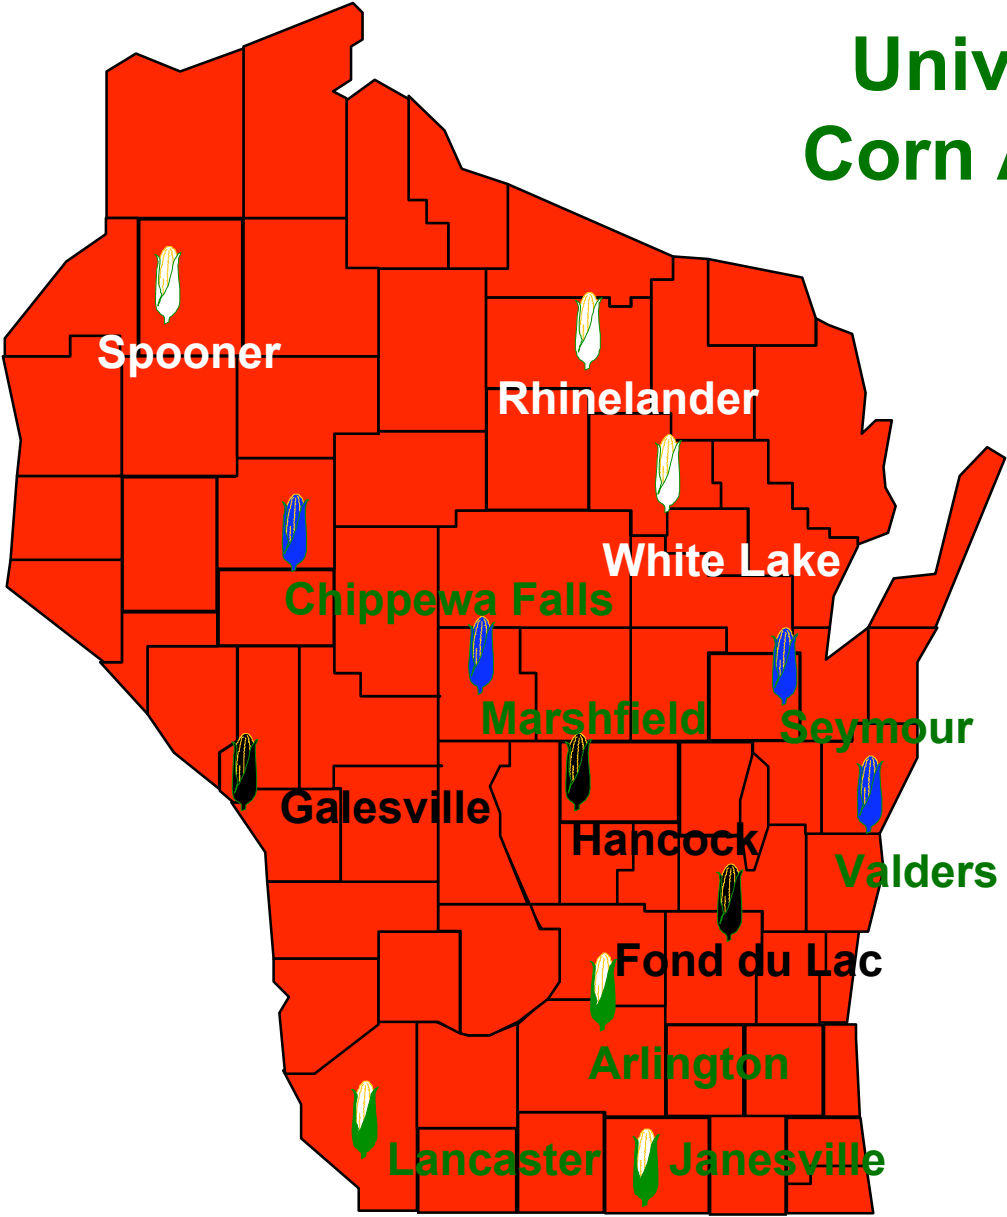 Univ
Corn A
Spooner
Rhinelander
White Lake
Chippewa Falls
Marshfield
Seymour
Galesville
Hancock
Valders
Fond du Lac
Arlington
Lancaster
Janesville